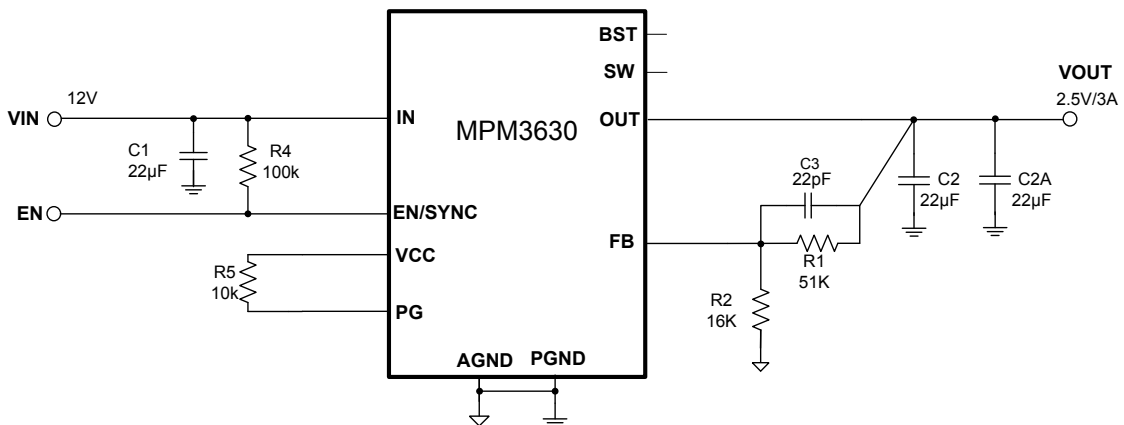 BST
SW
VOUT
2.5V/3A
12V
VIN
IN
MPM3630
OUT
C1
22µF
R4
100k
C3
22pF
C2
22µF
C2A
22µF
EN
EN/SYNC
FB
R1
51K
VCC
R5
10k
PG
R2
16K
AGND
PGND